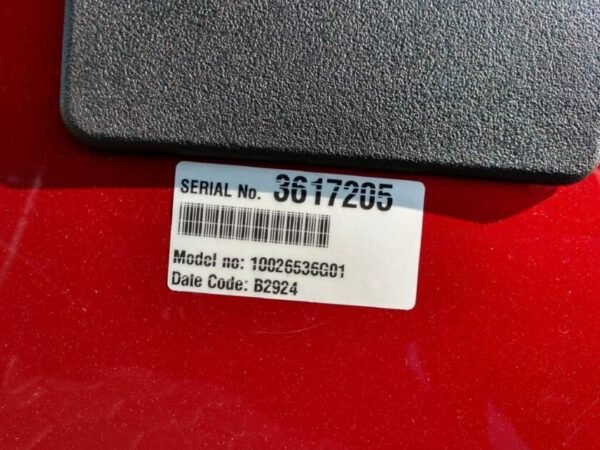 SERIAL No. 3617205
Model no: 10026536G01
Date Code: B2924